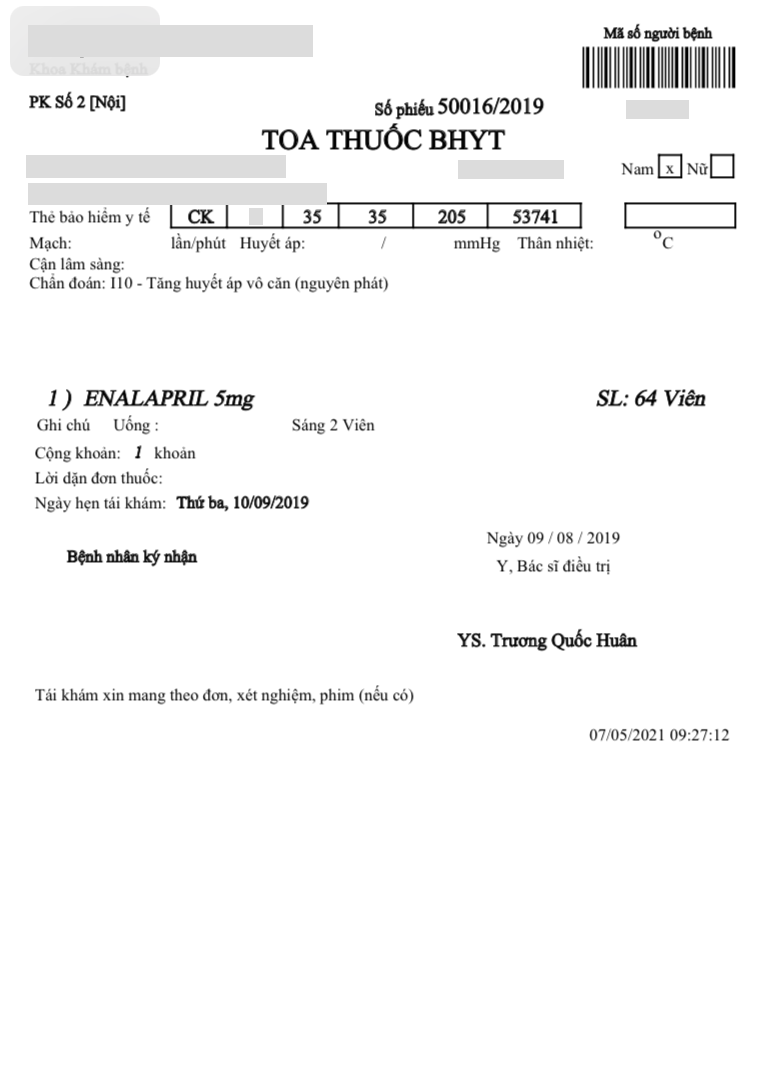 Mã số người bệnh
Khoa Khám bệnh
PK Số 2 [Nội]
Số phiếu 50016/2019
TOA THUỐC BHYT
Nam x Nữ
Thẻ bảo hiểm y tế CK 35 35 205 53741
Mạch: lần/phút Huyết áp: / mmHg Thân nhiệt: °C
Cận lâm sàng:
Chẩn đoán: I10 - Tăng huyết áp vô căn (nguyên phát)
1 ) ENALAPRIL 5mg SL: 64 Viên
Ghi chú Uống : Sáng 2 Viên
Cộng khoản: 1 khoản
Lời dặn đơn thuốc:
Ngày hẹn tái khám: Thứ ba, 10/09/2019
Ngày 09 / 08 / 2019
Bệnh nhân ký nhận
Y, Bác sĩ điều trị
YS. Trương Quốc Huân
Tái khám xin mang theo đơn, xét nghiệm, phim (nếu có)
07/05/2021 09:27:12